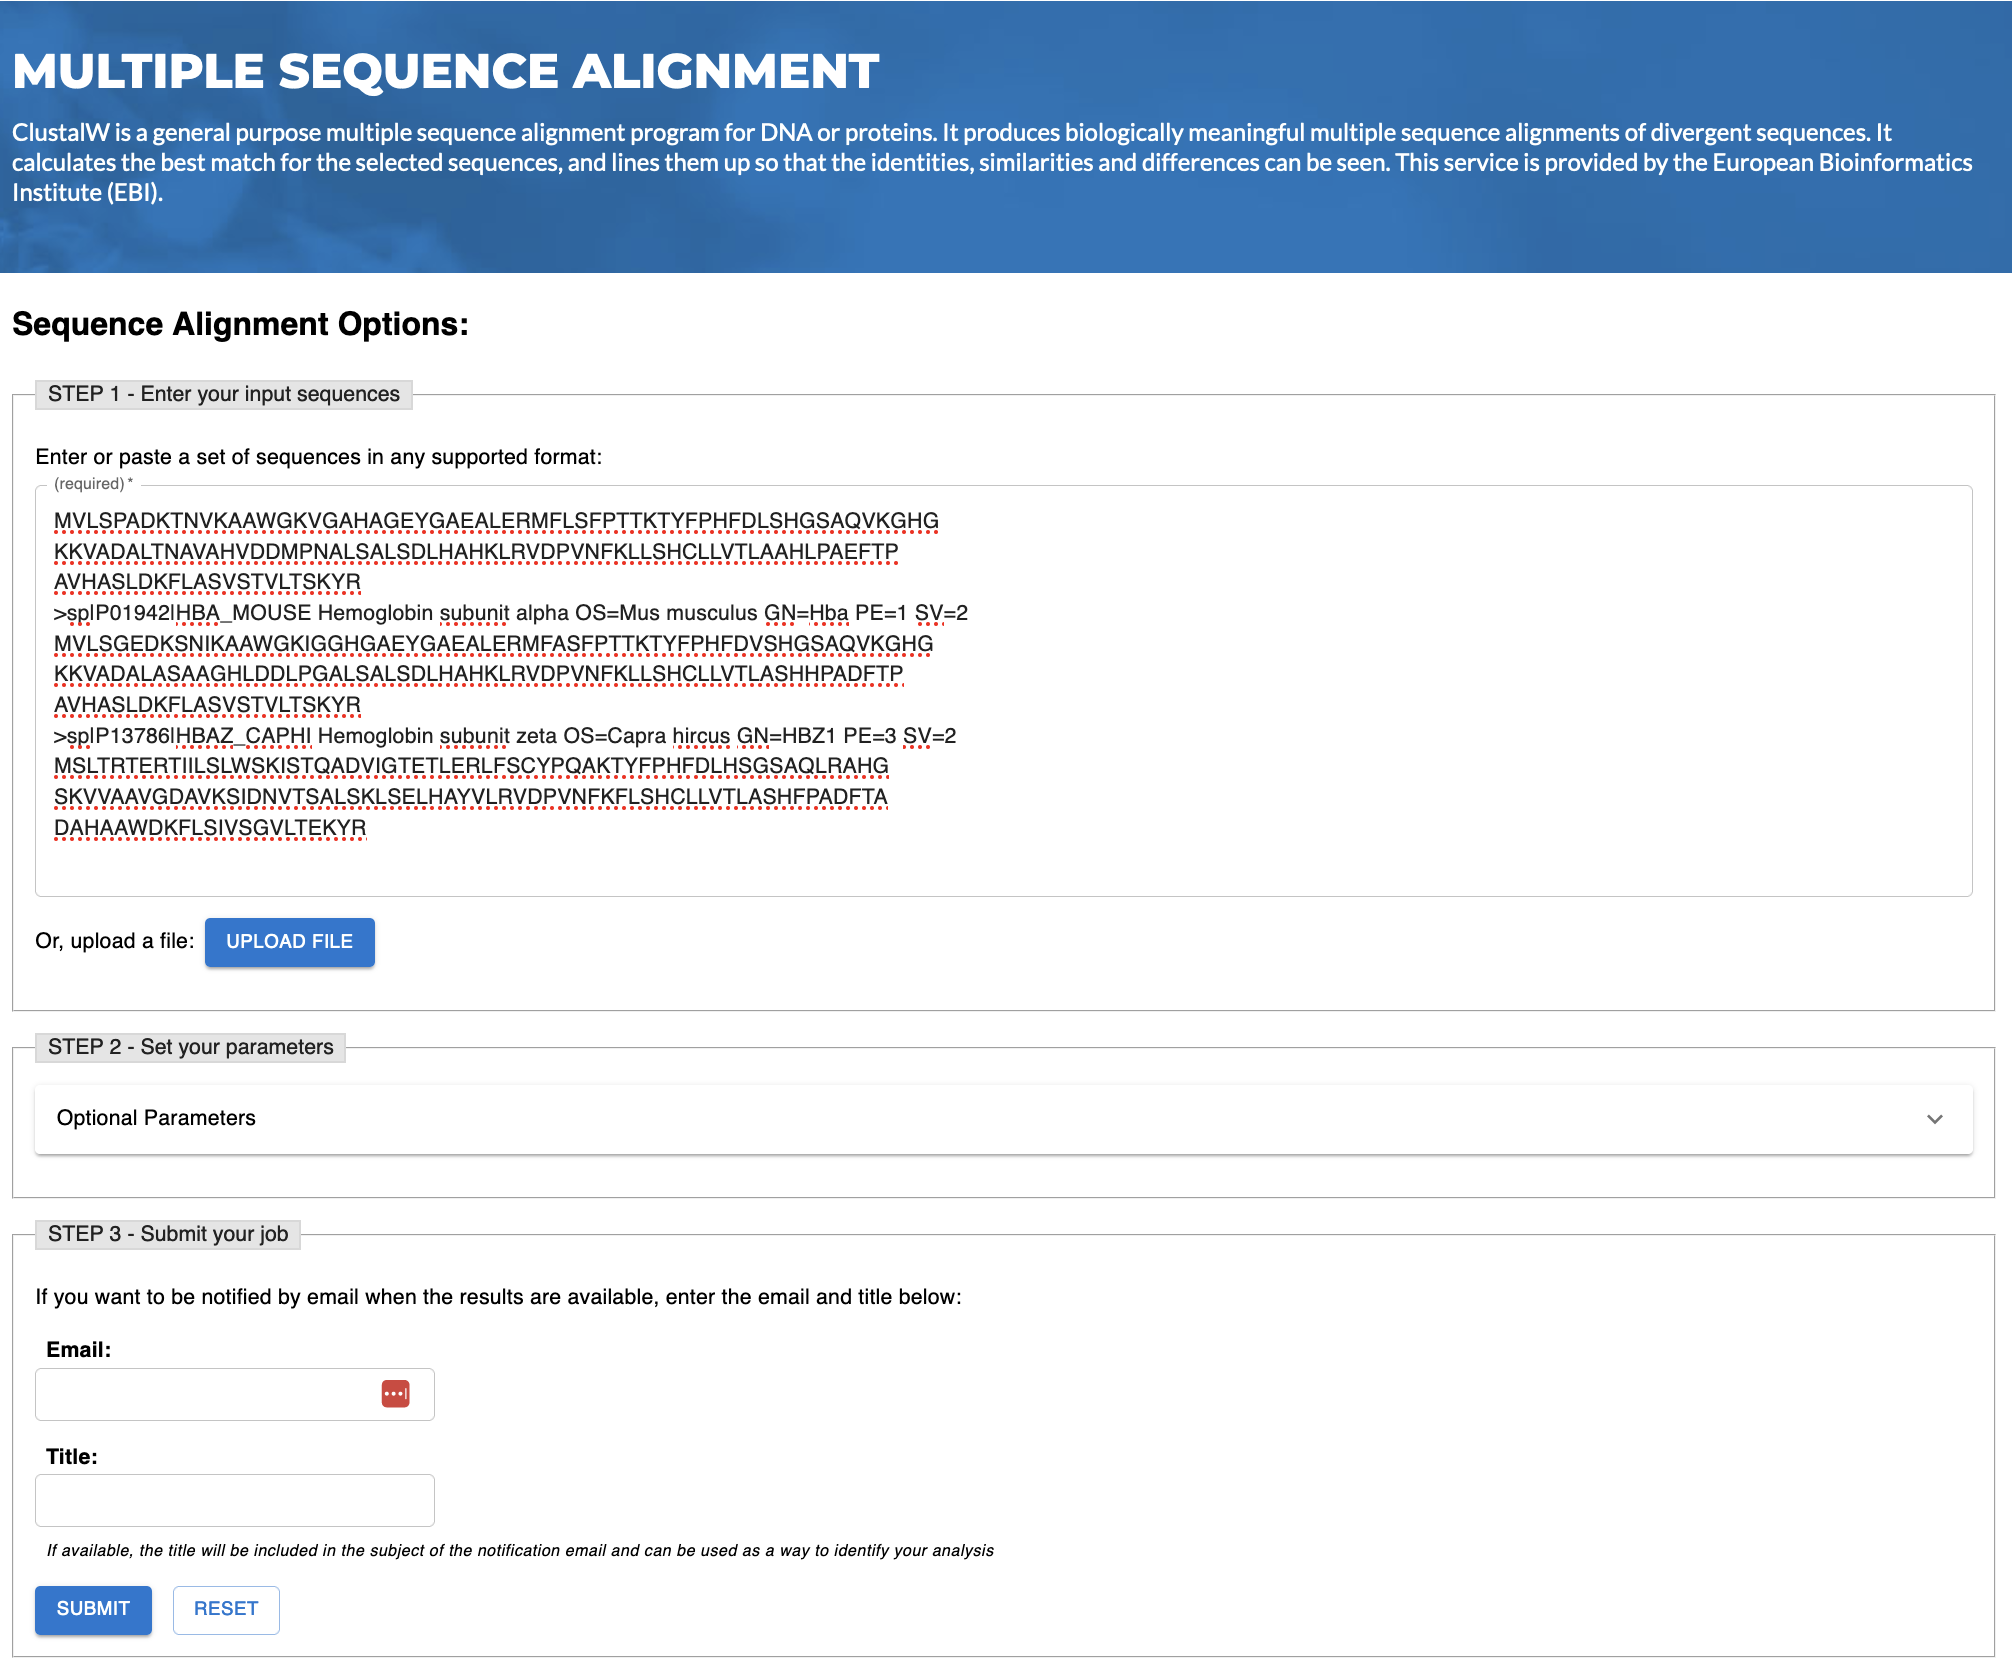 MULTIPLE SEQUENCE ALIGNMENT
ClustalW is a general purpose multiple sequence alignment program for DNA or proteins. It produces biologically meaningful multiple sequence alignments of divergent sequences. It
calculates the best match for the selected sequences, and lines them up so that the identities, similarities and differences can be seen. This service is provided by the European Bioinformatics
Institute (EBI).
Sequence Alignment Options:
STEP 1 - Enter your input sequences
Enter or paste a set of sequences in any supported format:
(required) *
MVLSPADKTNVKAAWGKVGAHAGEYGAEALERMFLSFPTTKTYFPHFDLSHGSAQVKGHG
KKVADALTNAVAHVDDMPNALSALSDLHAHKLRVDPVNFKLLSHCLLVTLAAHLPAEFTP
AVHASLDKFLASVSTVLTSKYR
>sp|P01942|HBA_MOUSE Hemoglobin subunit alpha OS=Mus musculus GN=Hba PE=1 SV=2
MVLSGEDKSNIKAAWGKIGGHGAEYGAEALERMFASFPTTKTYFPHFDVSHGSAQVKGHG
KKVADALASAAGHLDDLPGALSALSDLHAHKLRVDPVNFKLLSHCLLVTLASHHPADFTP
AVHASLDKFLASVSTVLTSKYR
>sp|P13786|HBAZ_CAPHI Hemoglobin subunit zeta OS=Capra hircus GN=HBZ1 PE=3 SV=2
MSLTRTERTIILSLWSKISTQADVIGTETLERLFSCYPQAKTYFPHFDLHSGSAQLRAHG
SKVVAAVGDAVKSIDNVTSALSKLSELHAYVLRVDPVNFKFLSHCLLVTLASHFPADFTA
DAHAAWDKFLSIVSGVLTEKYR
Or, upload a file: UPLOAD FILE
STEP 2 - Set your parameters
Optional Parameters
STEP 3 - Submit your job
If you want to be notified by email when the results are available, enter the email and title below:
Email:
Title:
If available, the title will be included in the subject of the notification email and can be used as a way to identify your analysis
SUBMIT RESET